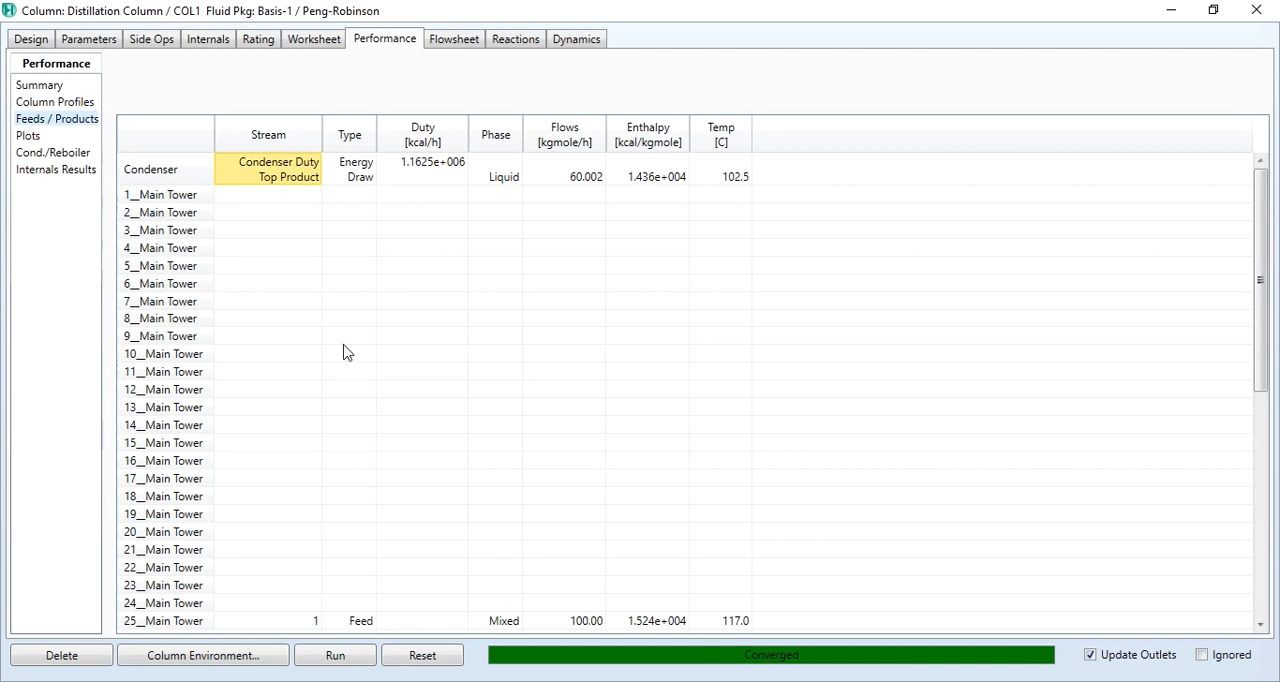 Column: Distillation Column / COL1 Fluid Pkg: Basis-1 / Peng-Robinson
Design Parameters Side Ops Internals Rating Worksheet Performance Flowsheet Reactions Dynamics
Performance
Summary
Column Profiles
Feeds / Products
Plots
Cond./Reboiler
Internals Results
Stream Type Duty [kcal/h] Phase Flows [kgmole/h] Enthalpy [kcal/kgmole] Temp [C]
Condenser Condenser Duty Energy 1.1625e+006
Top Product Draw Liquid 60.002 1.436e+004 102.5
1__Main Tower
2__Main Tower
3__Main Tower
4__Main Tower
5__Main Tower
6__Main Tower
7__Main Tower
8__Main Tower
9__Main Tower
10__Main Tower
11__Main Tower
12__Main Tower
13__Main Tower
14__Main Tower
15__Main Tower
16__Main Tower
17__Main Tower
18__Main Tower
19__Main Tower
20__Main Tower
21__Main Tower
22__Main Tower
23__Main Tower
24__Main Tower
25__Main Tower 1 Feed Mixed 100.00 1.524e+004 117.0
Delete Column Environment... Run Reset Converged Update Outlets Ignored